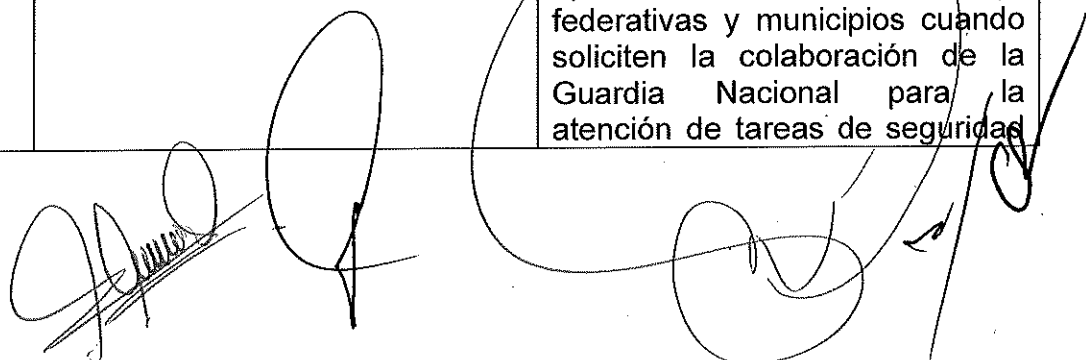 federativas y municipios cuando
soliciten la colaboración de la
Guardia Nacional para la
atención de tareas de seguridad